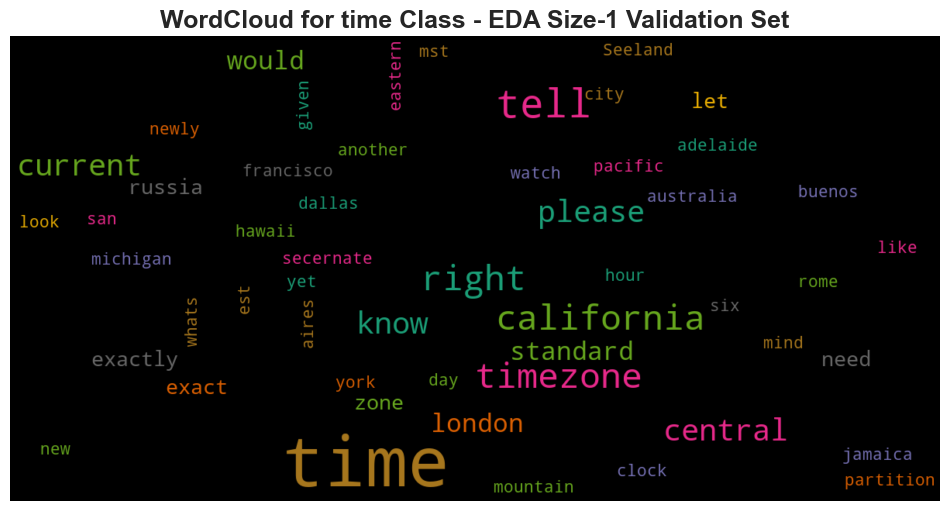 WordCloud for time Class - EDA Size-1 Validation Set
eastern
mst
Seeland
would
tell
city
let
given
newly
another
adelaide
current
francisco
watch
pacific
russia
australia
buenos
dallas
look
san
please
hawaii
like
michigan
secernate
right
hour
yet
rome
est
whats
aires
know
california
six
exactly
standard
mind
need
exact
york
day
timezone
zone
london
central
new
time
clock
jamaica
mountain
partition